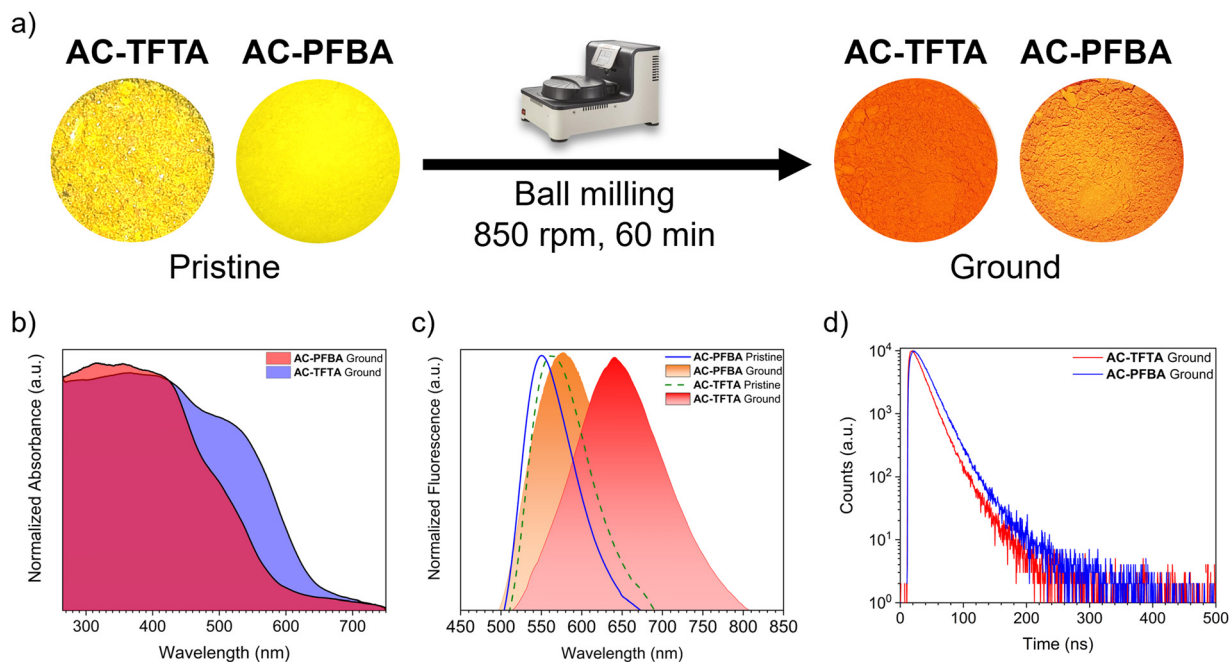 a)
AC-TFTA AC-PFBA
AC-TFTA AC-PFBA
Ball milling
850 rpm, 60 min
Pristine
Ground
b)
AC-PFBA Ground
AC-TFTA Ground
Normalized Absorbance (a.u.)
300 400 500 600 700
Wavelength (nm)
c)
AC-PFBA Pristine
AC-PFBA Ground
AC-TFTA Pristine
AC-TFTA Ground
Normalized Fluorescence (a.u.)
450 500 550 600 650 700 750 800 850
Wavelength (nm)
d)
AC-TFTA Ground
AC-PFBA Ground
Counts (a.u.)
10⁴
10³
10²
10¹
10⁰
0 100 200 300 400 500
Time (ns)